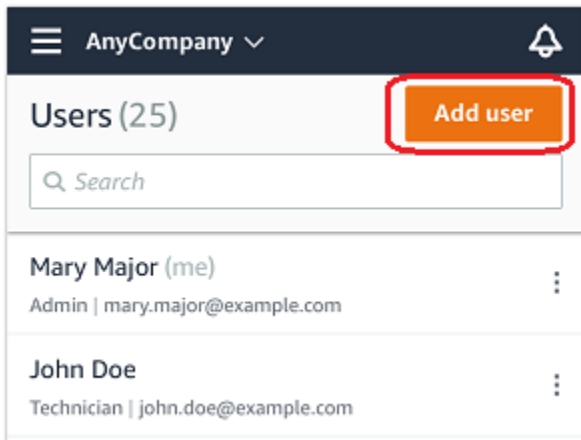 AnyCompany
Users (25)
Add user
Search
Mary Major (me)
Admin | mary.major@example.com
John Doe
Technician | john.doe@example.com